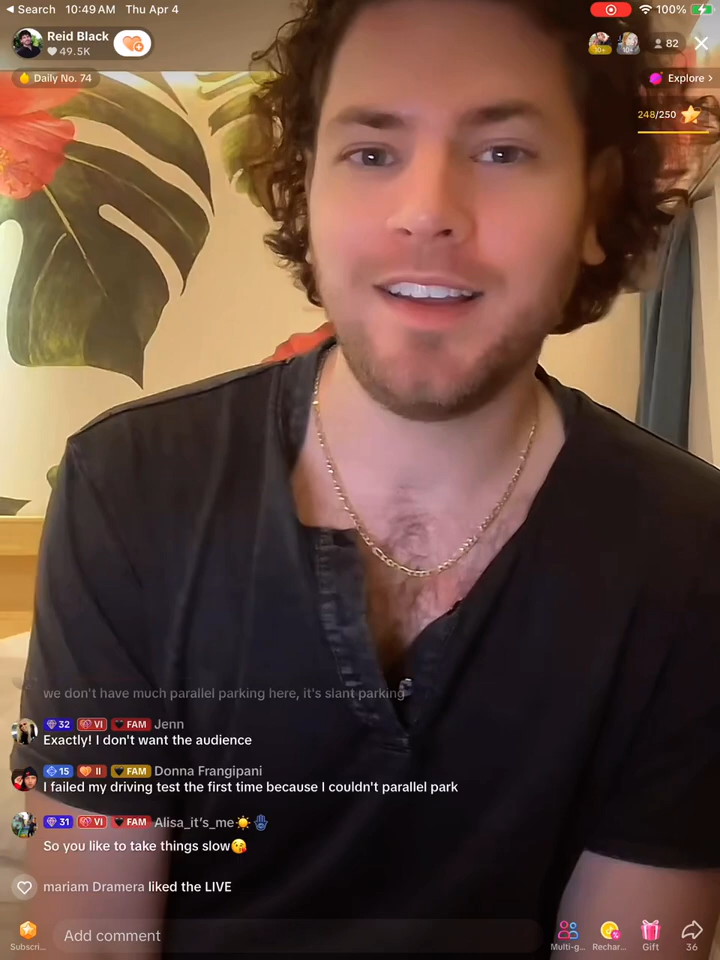 Search 10:49 AM Thu Apr 4 100%
Reid Black
49.5K
10+ 10+ 82
Daily No. 74
Explore
248/250
we don't have much parallel parking here, it's slant parking
32 VI FAM Jenn
Exactly! I don't want the audience
15 II FAM Donna Frangipani
I failed my driving test the first time because I couldn't parallel park
31 VI FAM Alisa_it's_me☀️🪬
So you like to take things slow😘
mariam Dramera liked the LIVE
Add comment
Subscri... Multi-g... Rechar... Gift 36